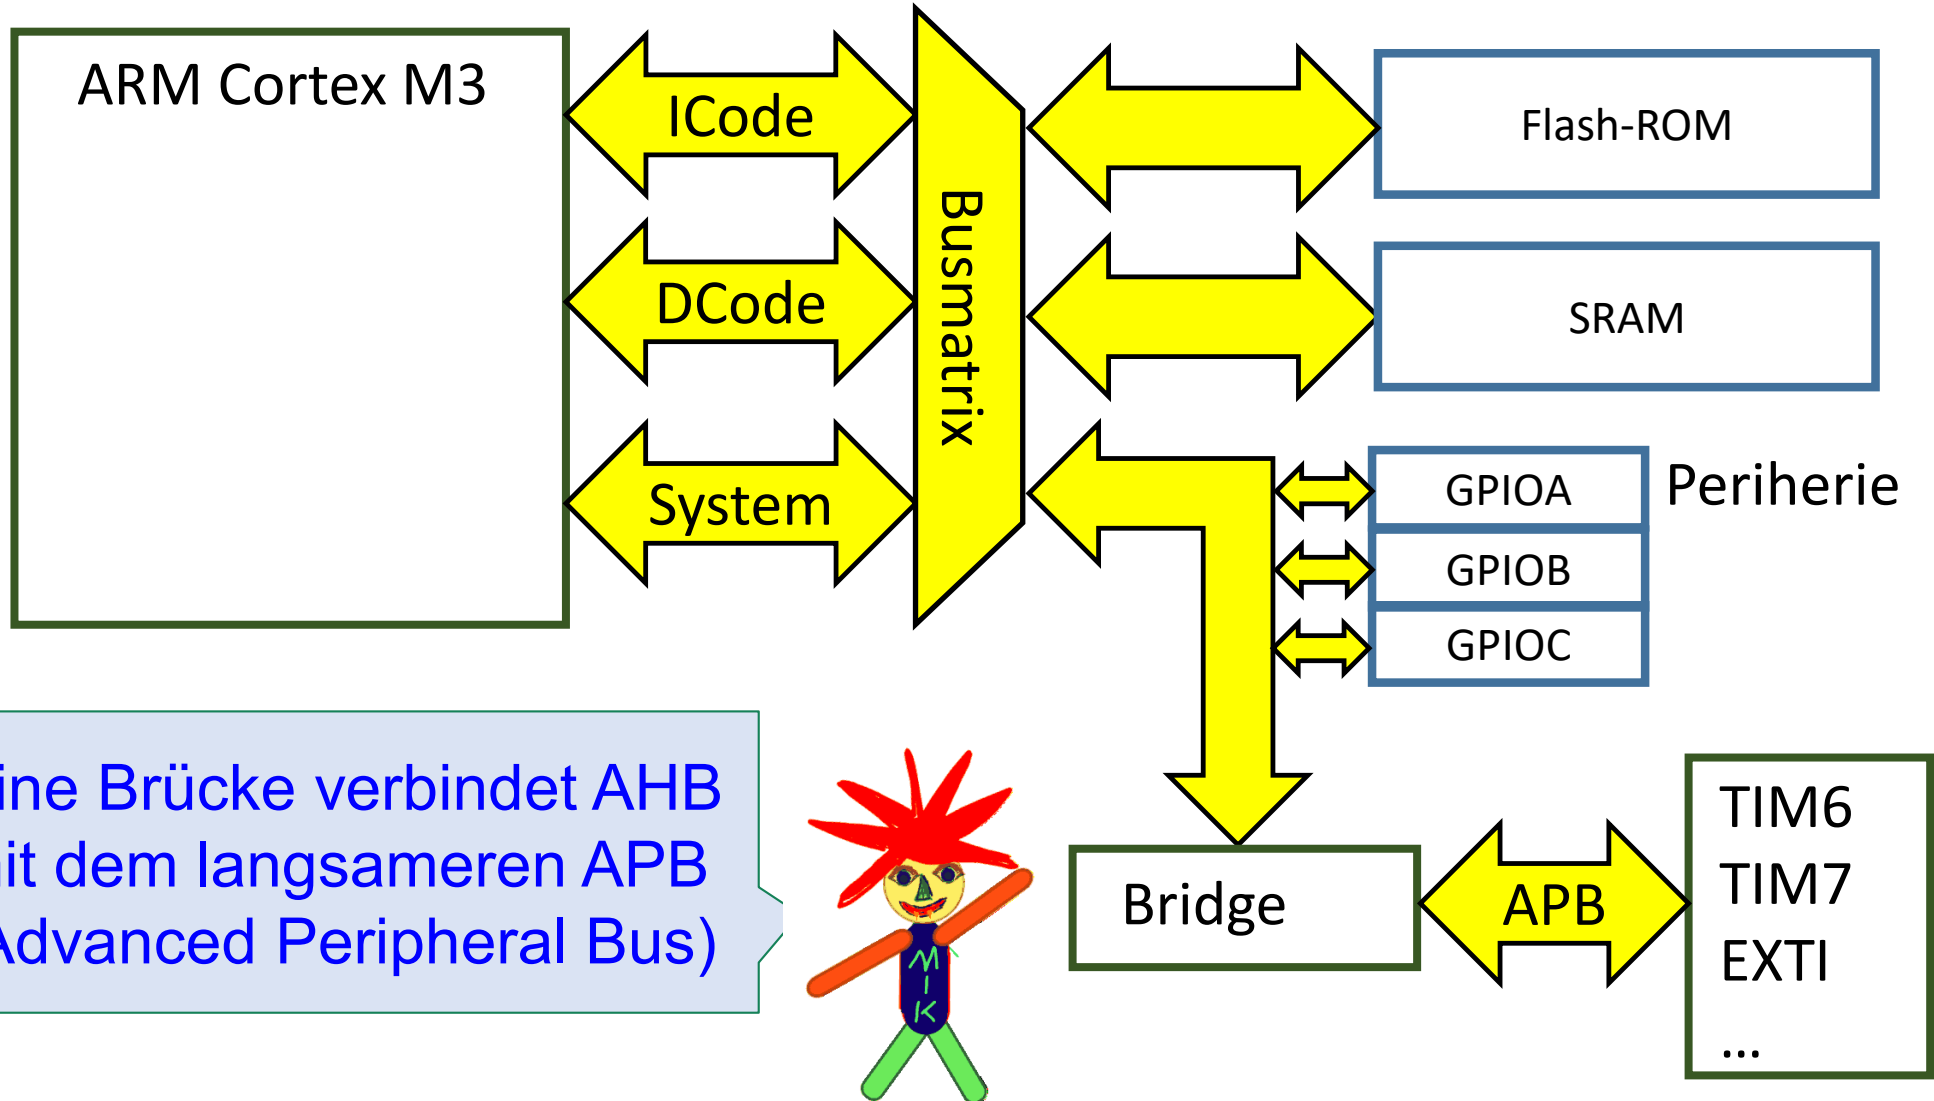 ARM Cortex M3
ICode
DCode
System
Busmatrix
Flash-ROM
SRAM
GPIOA
Periherie
GPIOB
GPIOC
ine Brücke verbindet AHB
it dem langsameren APB
Advanced Peripheral Bus)
MIK
Bridge
APB
TIM6
TIM7
EXTI
...